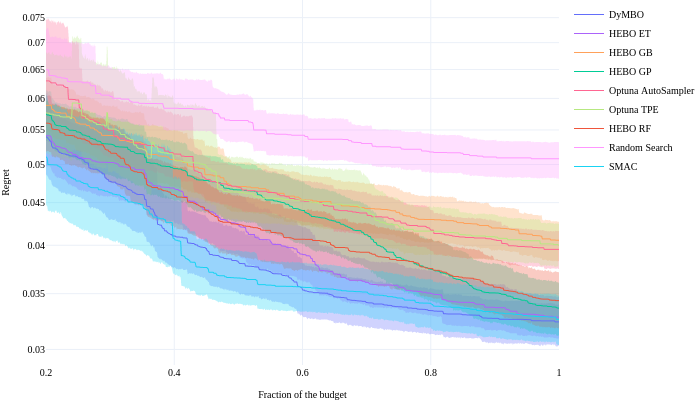 0.075
0.07
0.065
0.06
0.055
0.05
0.045
0.04
0.035
0.03
Regret
0.2
0.4
0.6
0.8
1
Fraction of the budget
DyMBO
HEBO ET
HEBO GB
HEBO GP
Optuna AutoSampler
Optuna TPE
HEBO RF
Random Search
SMAC